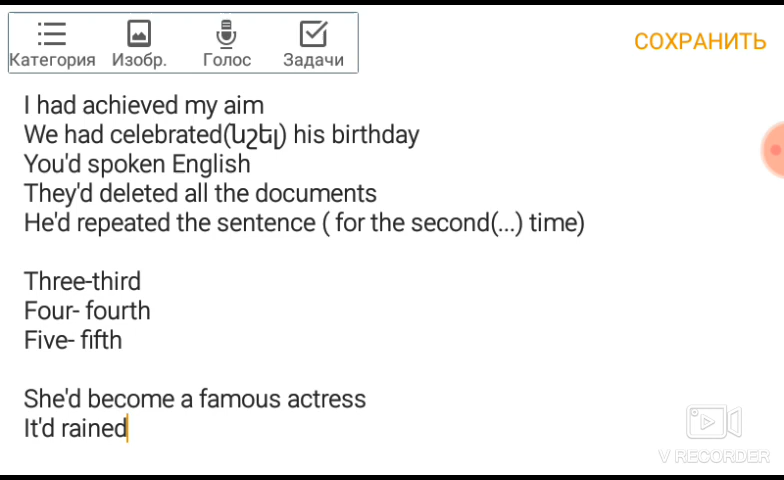 Категория Изобр. Голос Задачи
СОХРАНИТЬ
I had achieved my aim
We had celebrated(նշել) his birthday
You'd spoken English
They'd deleted all the documents
He'd repeated the sentence ( for the second(...) time)
Three-third
Four- fourth
Five- fifth
She'd become a famous actress
It'd rained
V RECORDER